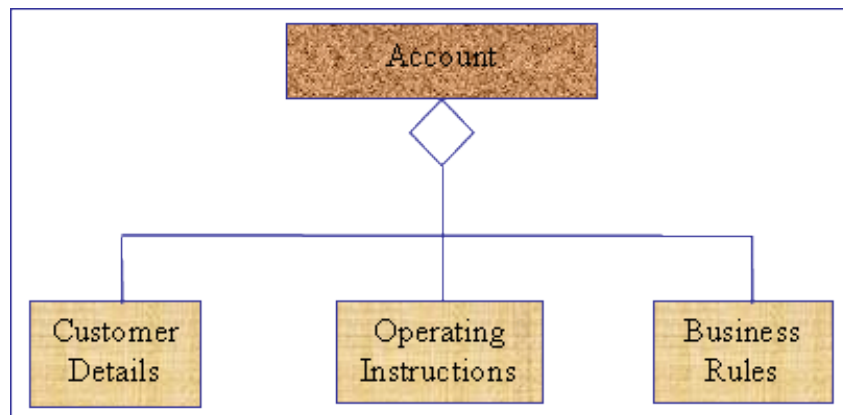 Account
Customer
Details
Operating
Instructions
Business
Rules